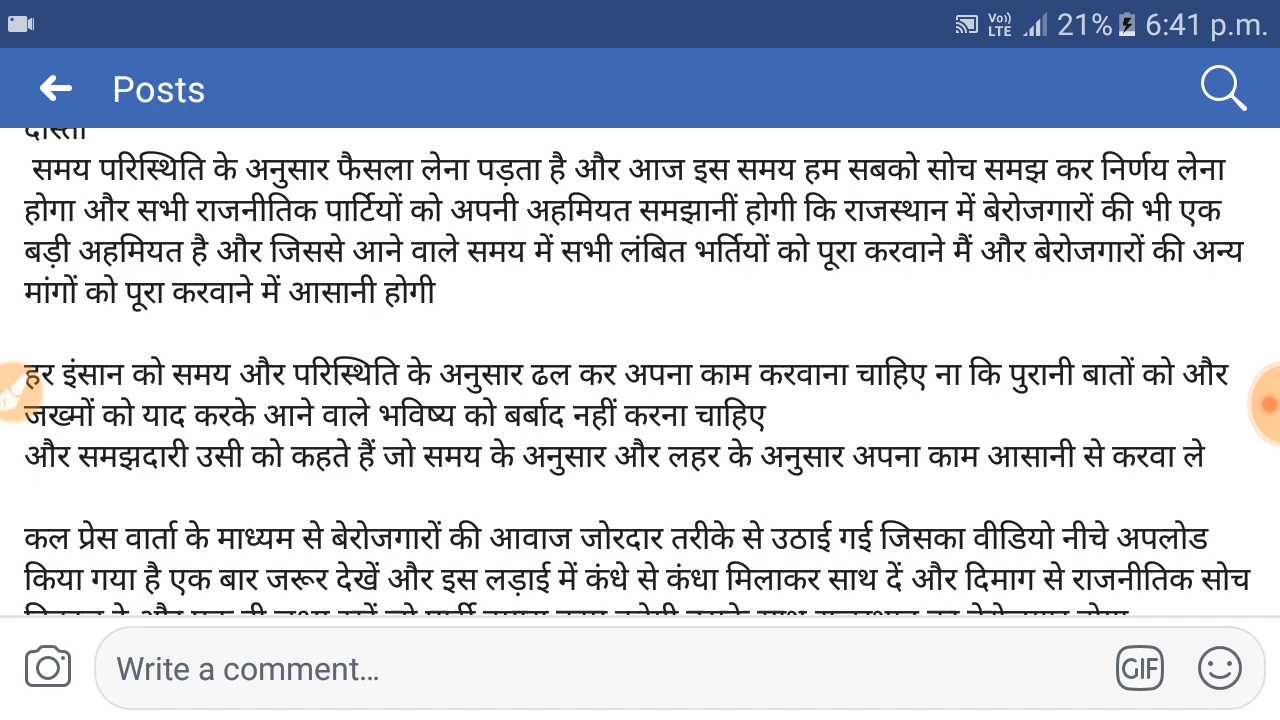 Vo)) LTE 21% 6:41 p.m.
Posts
समय परिस्थिति के अनुसार फैसला लेना पड़ता है और आज इस समय हम सबको सोच समझ कर निर्णय लेना
होगा और सभी राजनीतिक पार्टियों को अपनी अहमियत समझानीं होगी कि राजस्थान में बेरोजगारों की भी एक
बड़ी अहमियत है और जिससे आने वाले समय में सभी लंबित भर्तियों को पूरा करवाने मैं और बेरोजगारों की अन्य
मांगों को पूरा करवाने में आसानी होगी
हर इंसान को समय और परिस्थिति के अनुसार ढल कर अपना काम करवाना चाहिए ना कि पुरानी बातों को और
जख्मों को याद करके आने वाले भविष्य को बर्बाद नहीं करना चाहिए
और समझदारी उसी को कहते हैं जो समय के अनुसार और लहर के अनुसार अपना काम आसानी से करवा ले
कल प्रेस वार्ता के माध्यम से बेरोजगारों की आवाज जोरदार तरीके से उठाई गई जिसका वीडियो नीचे अपलोड
किया गया है एक बार जरूर देखें और इस लड़ाई में कंधे से कंधा मिलाकर साथ दें और दिमाग से राजनीतिक सोच
Write a comment...
GIF